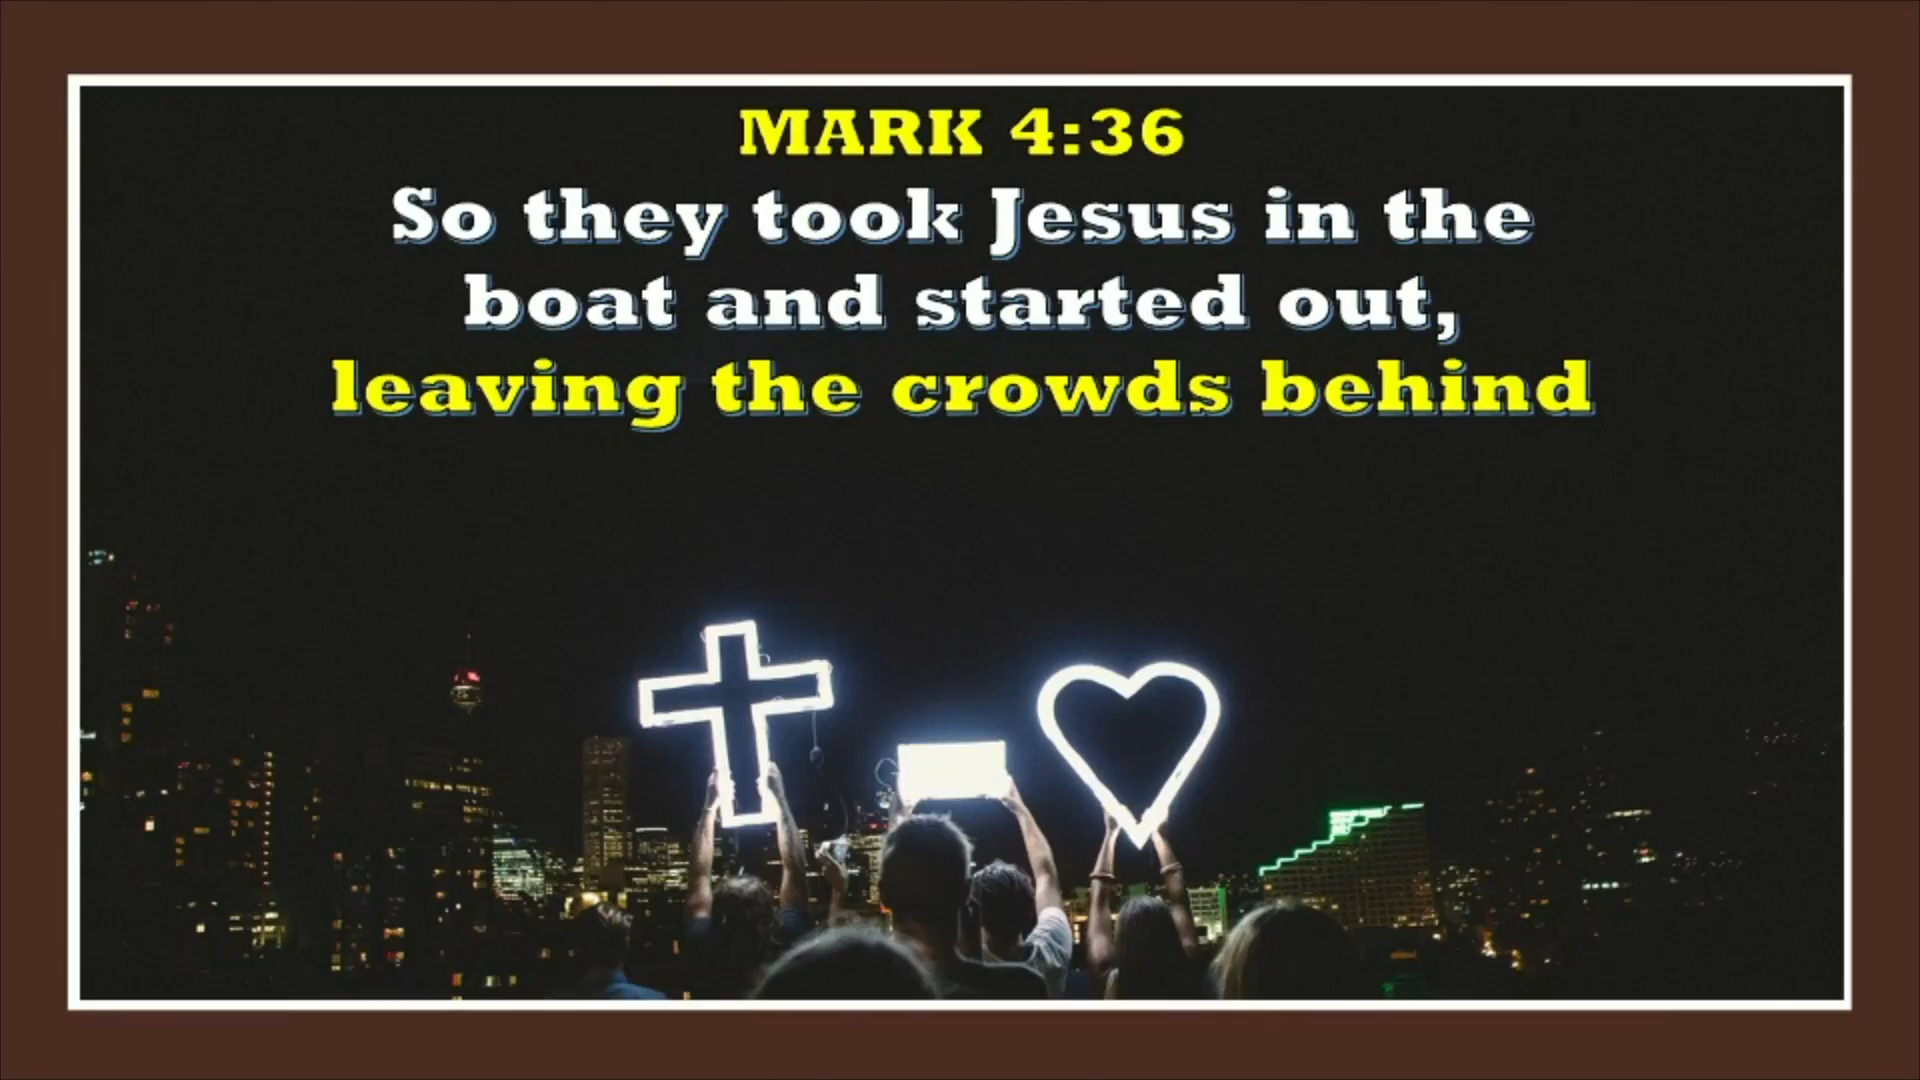 MARK 4:36
So they took Jesus in the
boat and started out,
leaving the crowds behind